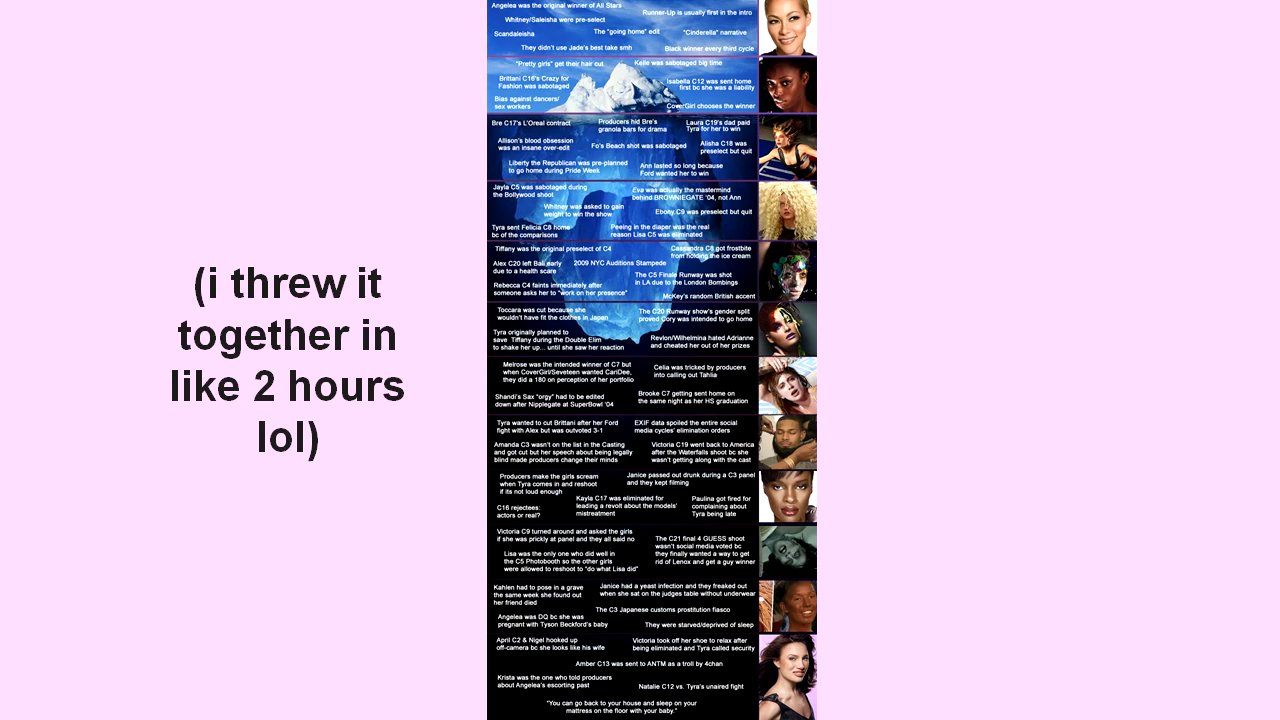 (i threw it
together in
like 2 hours
lol)
Angelea was the original winner of All Stars
Runner-Up is usually first in the intro
Whitney/Saleisha were pre-select
Scandaleisha
The "going home" edit
"Cinderella" narrative
They didn't use Jade's best take smh
Black winner every third cycle
"Pretty girls" get their hair cut
Kelle was sabotaged big time
Brittani C16's Crazy for
Fashion was sabotaged
Isabella C12 was sent home
first bc she was a liability
Bias against dancers/
sex workers
CoverGirl chooses the winner
Bre C17's L'Oreal contract
Producers hid Bre's
granola bars for drama
Laura C19's dad paid
Tyra for her to win
Allison's blood obsession
was an insane over-edit
Fo's Beach shot was sabotaged
Alisha C18 was
preselect but quit
Liberty the Republican was pre-planned
to go home during Pride Week
Ann lasted so long because
Ford wanted her to win
Jayla C5 was sabotaged during
the Bollywood shoot
Eva was actually the mastermind
behind BROWNIEGATE '04, not Ann
Whitney was asked to gain
weight to win the show
Ebony C9 was preselect but quit
Tyra sent Felicia C8 home
bc of the comparisons
Peeing in the diaper was the real
reason Lisa C5 was eliminated
Tiffany was the original preselect of C4
Cassandra C8 got frostbite
from holding the ice cream
Alex C20 left Bali early
due to a health scare
2009 NYC Auditions Stampede
The C5 Finale Runway was shot
in LA due to the London Bombings
Rebecca C4 faints immediately after
someone asks her to "work on her presence"
McKey's random British accent
Toccara was cut because she
wouldn't have fit the clothes in Japan
The C20 Runway show's gender split
proved Cory was intended to go home
Tyra originally planned to
save Tiffany during the Double Elim
to shake her up... until she saw her reaction
Revlon/Wilhelmina hated Adrianne
and cheated her out of her prizes
Melrose was the intended winner of C7 but
when CoverGirl/Seveteen wanted CariDee,
they did a 180 on perception of her portfolio
Celia was tricked by producers
into calling out Tahlia
Shandi's Sax "orgy" had to be edited
down after Nipplegate at SuperBowl '04
Brooke C7 getting sent home on
the same night as her HS graduation
Tyra wanted to cut Brittani after her Ford
fight with Alex but was outvoted 3-1
EXIF data spoiled the entire social
media cycles' elimination orders
Amanda C3 wasn't on the list in the Casting
and got cut but her speech about being legally
blind made producers change their minds
Victoria C19 went back to America
after the Waterfalls shoot bc she
wasn't getting along with the cast
Producers make the girls scream
when Tyra comes in and reshoot
if its not loud enough
Janice passed out drunk during a C3 panel
and they kept filming
C16 rejectees:
actors or real?
Kayla C17 was eliminated for
leading a revolt about the models'
mistreatment
Paulina got fired for
complaining about
Tyra being late
Victoria C9 turned around and asked the girls
if she was prickly at panel and they all said no
The C21 final 4 GUESS shoot
wasn't social media voted bc
they finally wanted a way to get
rid of Lenox and get a guy winner
Lisa was the only one who did well in
the C5 Photobooth so the other girls
were allowed to reshoot to "do what Lisa did"
Kahlen had to pose in a grave
the same week she found out
her friend died
Janice had a yeast infection and they freaked out
when she sat on the judges table without underwear
The C3 Japanese customs prostitution fiasco
Angelea was DQ bc she was
pregnant with Tyson Beckford's baby
They were starved/deprived of sleep
April C2 & Nigel hooked up
off-camera bc she looks like his wife
Victoria took off her shoe to relax after
being eliminated and Tyra called security
Amber C13 was sent to ANTM as a troll by 4chan
Krista was the one who told producers
about Angelea's escorting past
Natalie C12 vs. Tyra's unaired fight
"You can go back to your house and sleep on your
mattress on the floor with your baby."